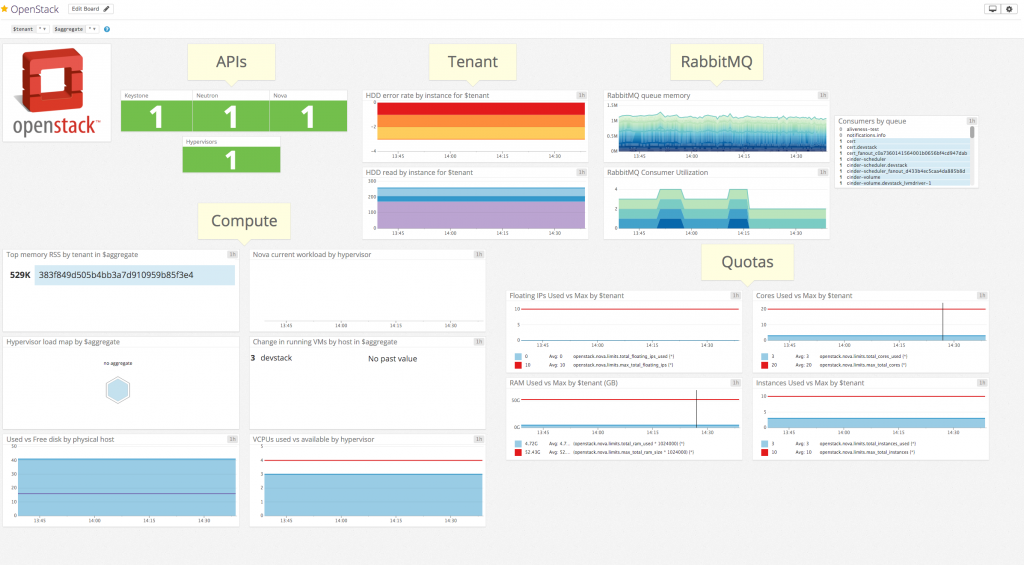 OpenStack Edit Board
$tenant * $aggregate *
openstack™
APIs
Tenant
RabbitMQ
Keystone Neutron Nova
1 1 1
Hypervisors
1
HDD error rate by instance for $tenant 1h
0
-2
-4
13:45 14:00 14:15 14:30
HDD read by instance for $tenant 1h
300
200
100
0
13:45 14:00 14:15 14:30
RabbitMQ queue memory 1h
1.5M
1M
0.5M
0M
13:45 14:00 14:15 14:30
RabbitMQ Consumer Utilization 1h
4
2
0
13:45 14:00 14:15 14:30
Consumers by queue 1h
0 aliveness-test
0 notifications.info
1 cert
1 cert.devstack
1 cinder-scheduler
1 cinder-scheduler.devstack
1 cinder-volume
1 cinder-volume.devstack_lvmdriver-1
Compute
Top memory RSS by tenant in $aggregate 1h
529K 383f849d505b4bb3a7d910959b85f3e4
Nova current workload by hypervisor 1h
13:45 14:00 14:15 14:30
Hypervisor load map by $aggregate 1h
no aggregate
Change in running VMs by host in $aggregate 1h
3 devstack No past value
Used vs Free disk by physical host 1h
50
40
30
20
10
0
13:45 14:00 14:15 14:30
VCPUs used vs available by hypervisor 1h
5
4
3
2
1
0
13:45 14:00 14:15 14:30
Quotas
Floating IPs Used vs Max by $tenant 1h
10
5
0
13:45 14:00 14:15 14:30
0 Avg: 0 openstack.nova.limits.total_floating_ips_used (*)
10 Avg: 10 openstack.nova.limits.max_total_floating_ips (*)
Cores Used vs Max by $tenant 1h
20
10
0
13:45 14:00 14:15 14:30
3 Avg: 3 openstack.nova.limits.total_cores_used (*)
20 Avg: 20 openstack.nova.limits.max_total_cores (*)
RAM Used vs Max by $tenant (GB) 1h
50G
0G
13:45 14:00 14:15 14:30
4.72G Avg: 4.7... (openstack.nova.limits.total_ram_used * 1024000) (*)
52.43G Avg: 52.... (openstack.nova.limits.max_total_ram_size * 1024000) (*)
Instances Used vs Max by $tenant 1h
10
5
0
13:45 14:00 14:15 14:30
3 Avg: 3 openstack.nova.limits.total_instances_used (*)
10 Avg: 10 openstack.nova.limits.max_total_instances (*)